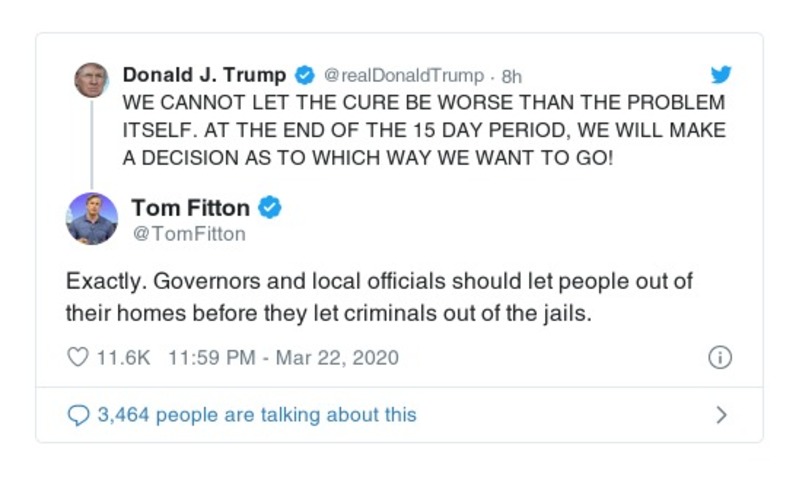 Donald J. Trump @realDonaldTrump · 8h
WE CANNOT LET THE CURE BE WORSE THAN THE PROBLEM
ITSELF. AT THE END OF THE 15 DAY PERIOD, WE WILL MAKE
A DECISION AS TO WHICH WAY WE WANT TO GO!
Tom Fitton
@TomFitton
Exactly. Governors and local officials should let people out of
their homes before they let criminals out of the jails.
11.6K 11:59 PM - Mar 22, 2020
3,464 people are talking about this